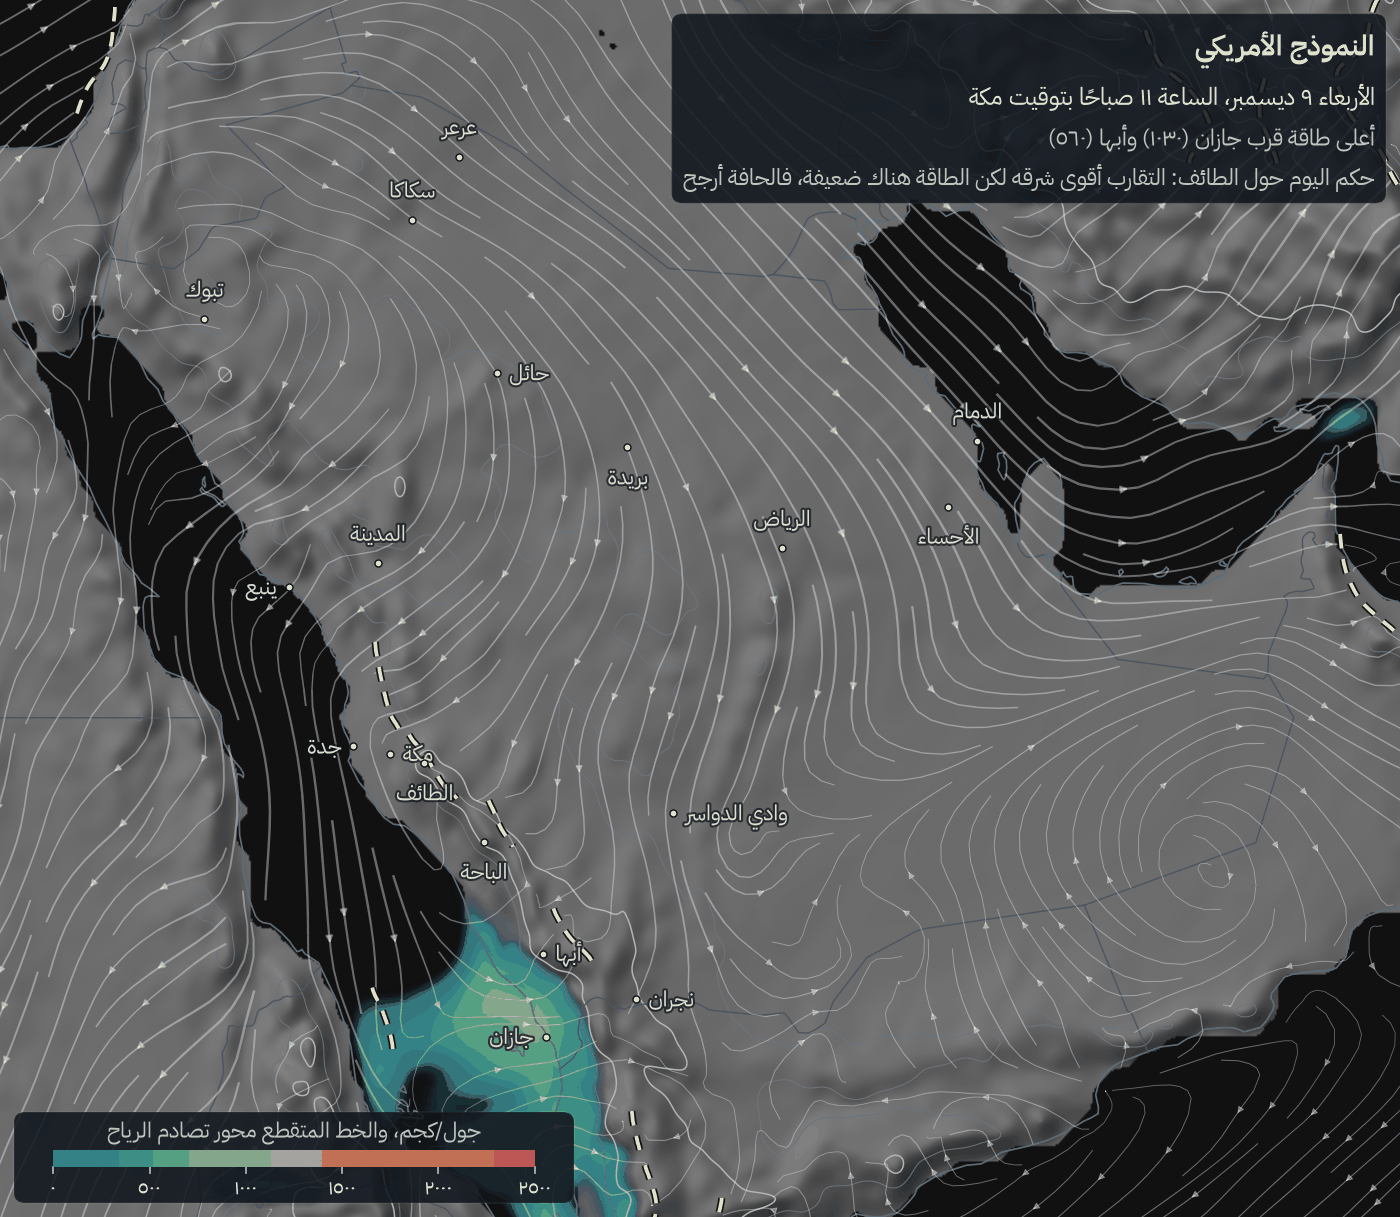 النموذج الأمريكي
الأربعاء ٩ ديسمبر، الساعة ١١ صباحًا بتوقيت مكة
أعلى طاقة قرب جازان (١٠٣٠) وأبها (٥٦٠)
حكم اليوم حول الطائف: التقارب أقوى شرقه لكن الطاقة هناك ضعيفة، فالحافة أرجح
عرعر
سكاكا
تبوك
حائل
الدمام
بريدة
الرياض
الأحساء
المدينة
ينبع
جدة
مكة
الطائف
وادي الدواسر
الباحة
أبها
نجران
جازان
جول/كجم، والخط المتقطع محور تصادم الرياح
٠ ٥٠٠ ١٠٠٠ ١٥٠٠ ٢٠٠٠ ٢٥٠٠